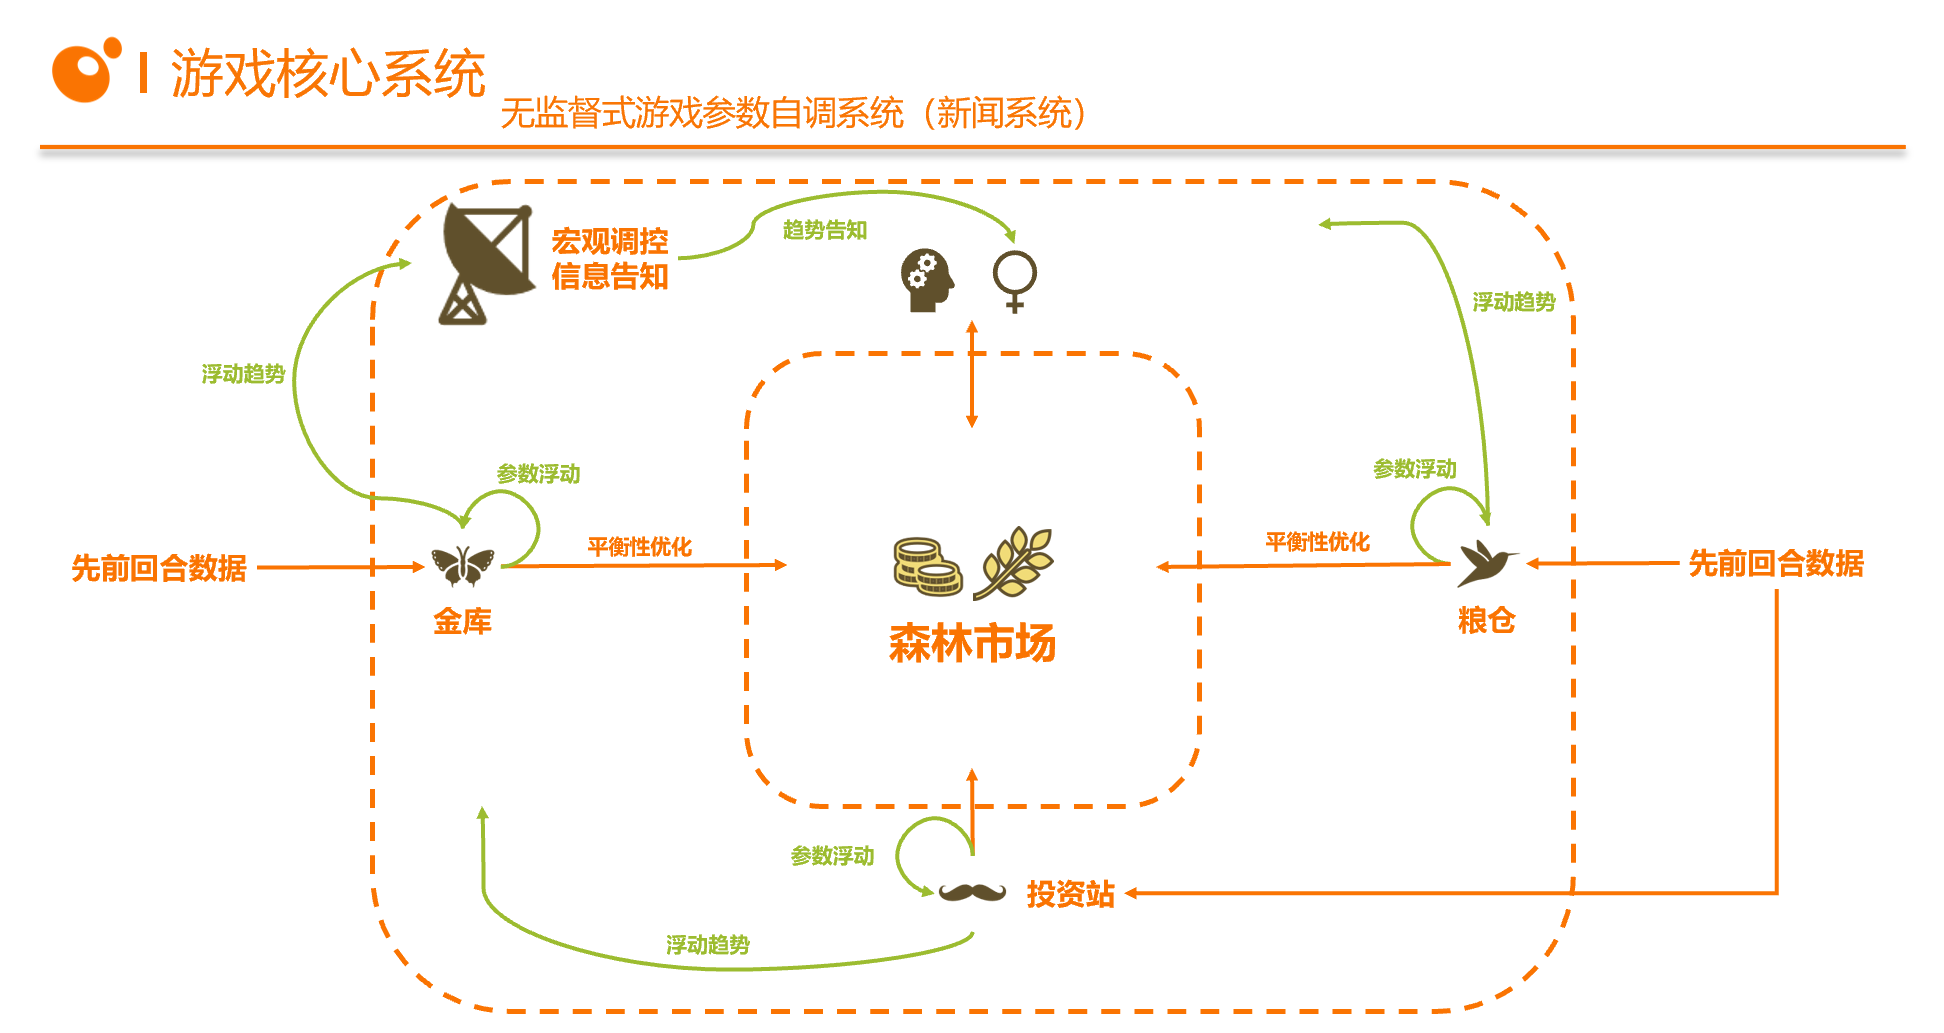 游戏核心系统
无监督式游戏参数自调系统（新闻系统）
宏观调控
信息告知
趋势告知
浮动趋势
浮动趋势
参数浮动
参数浮动
平衡性优化
平衡性优化
先前回合数据
先前回合数据
金库
粮仓
森林市场
参数浮动
投资站
浮动趋势